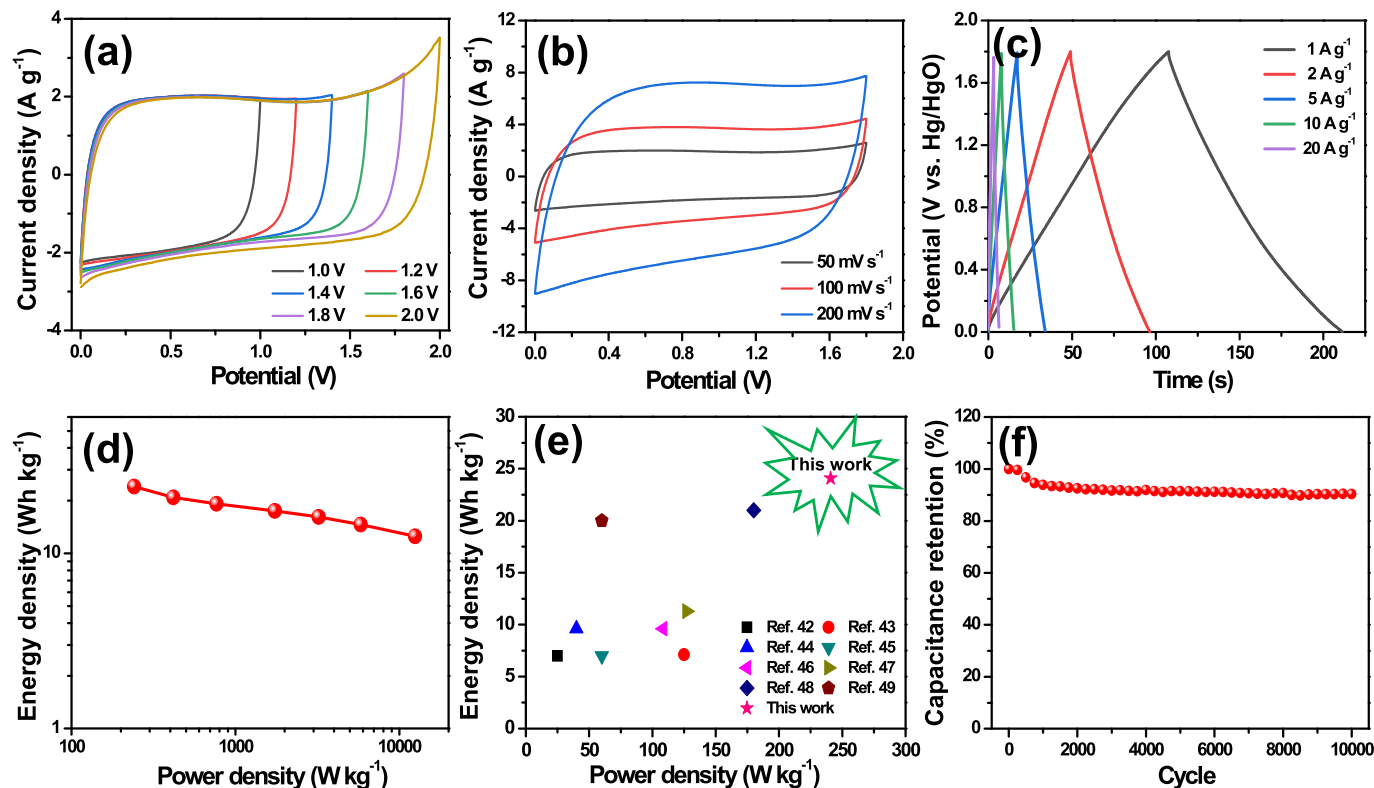 (a)
Current density (A g⁻¹)
4
2
0
-2
-4
1.0 V
1.2 V
1.4 V
1.6 V
1.8 V
2.0 V
0.0
0.5
1.0
1.5
2.0
Potential (V)
(b)
Current density (A g⁻¹)
12
8
4
0
-4
-8
-12
50 mV s⁻¹
100 mV s⁻¹
200 mV s⁻¹
0.0
0.4
0.8
1.2
1.6
2.0
Potential (V)
(c)
Potential (V vs. Hg/HgO)
2.0
1.6
1.2
0.8
0.4
0.0
1 A g⁻¹
2 A g⁻¹
5 A g⁻¹
10 A g⁻¹
20 A g⁻¹
0
50
100
150
200
Time (s)
(d)
Energy density (Wh kg⁻¹)
10
1
100
1000
10000
Power density (W kg⁻¹)
(e)
Energy density (Wh kg⁻¹)
30
25
20
15
10
5
0
This work
Ref. 42
Ref. 43
Ref. 44
Ref. 45
Ref. 46
Ref. 47
Ref. 48
Ref. 49
This work
0
50
100
150
200
250
300
Power density (W kg⁻¹)
(f)
Capacitance retention (%)
120
100
80
60
40
20
0
0
2000
4000
6000
8000
10000
Cycle